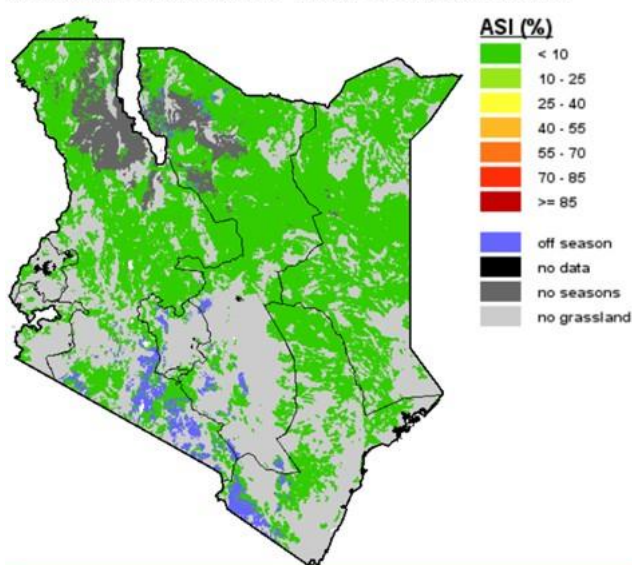 ASI (%)
< 10
10 - 25
25 - 40
40 - 55
55 - 70
70 - 85
>= 85
off season
no data
no seasons
no grassland